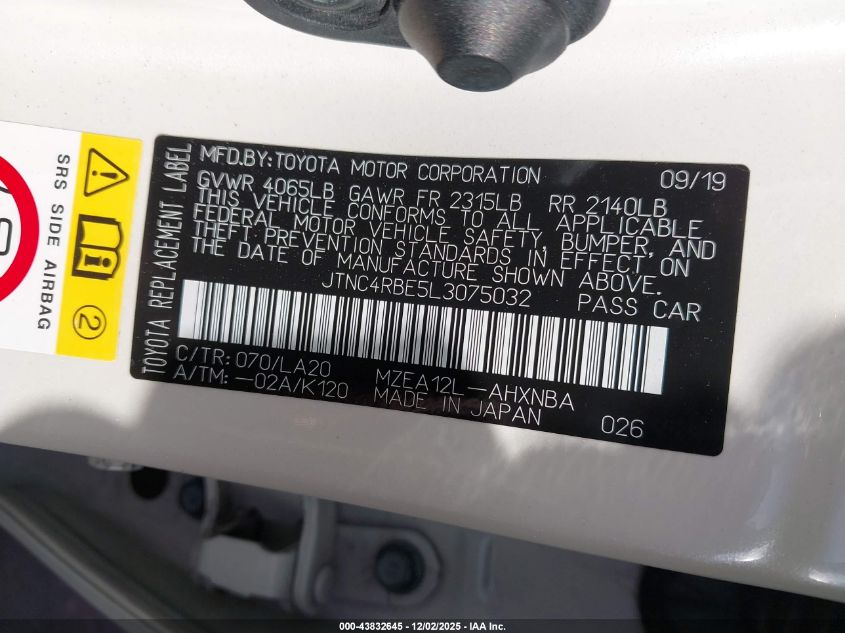 TOYOTA REPLACEMENT LABEL
MFD.BY:TOYOTA MOTOR CORPORATION 09/19
GVWR 4065LB GAWR FR 2315LB RR 2140LB
THIS VEHICLE CONFORMS TO ALL APPLICABLE
FEDERAL MOTOR VEHICLE SAFETY, BUMPER, AND
THEFT PREVENTION STANDARDS IN EFFECT ON
THE DATE OF MANUFACTURE SHOWN ABOVE.
JTNC4RBE5L3075032 PASS CAR
C/TR: 070/LA20 MZEA12L-AHXNBA
A/TM: -02A/K120 MADE IN JAPAN 026
SRS SIDE AIRBAG
2
000-43832645 - 12/02/2025 - IAA Inc.